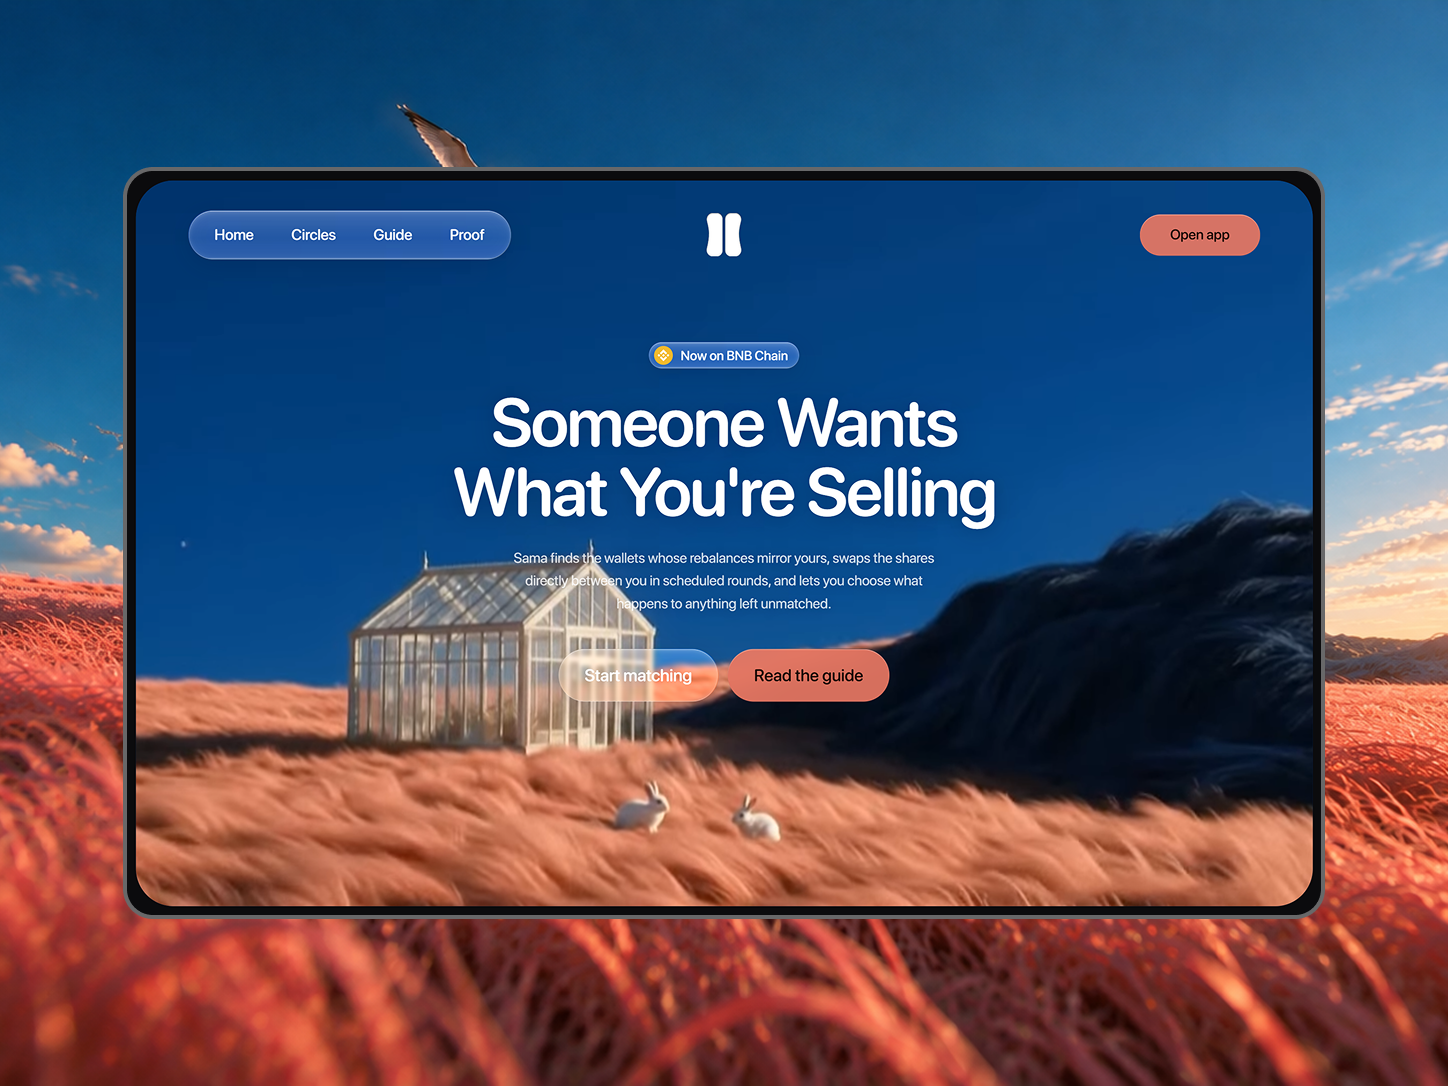 Home
Circles
Guide
Proof
Open app
Now on BNB Chain
Someone Wants
What You're Selling
Sama finds the wallets whose rebalances mirror yours, swaps the shares
directly between you in scheduled rounds, and lets you choose what
happens to anything left unmatched.
Start matching
Read the guide